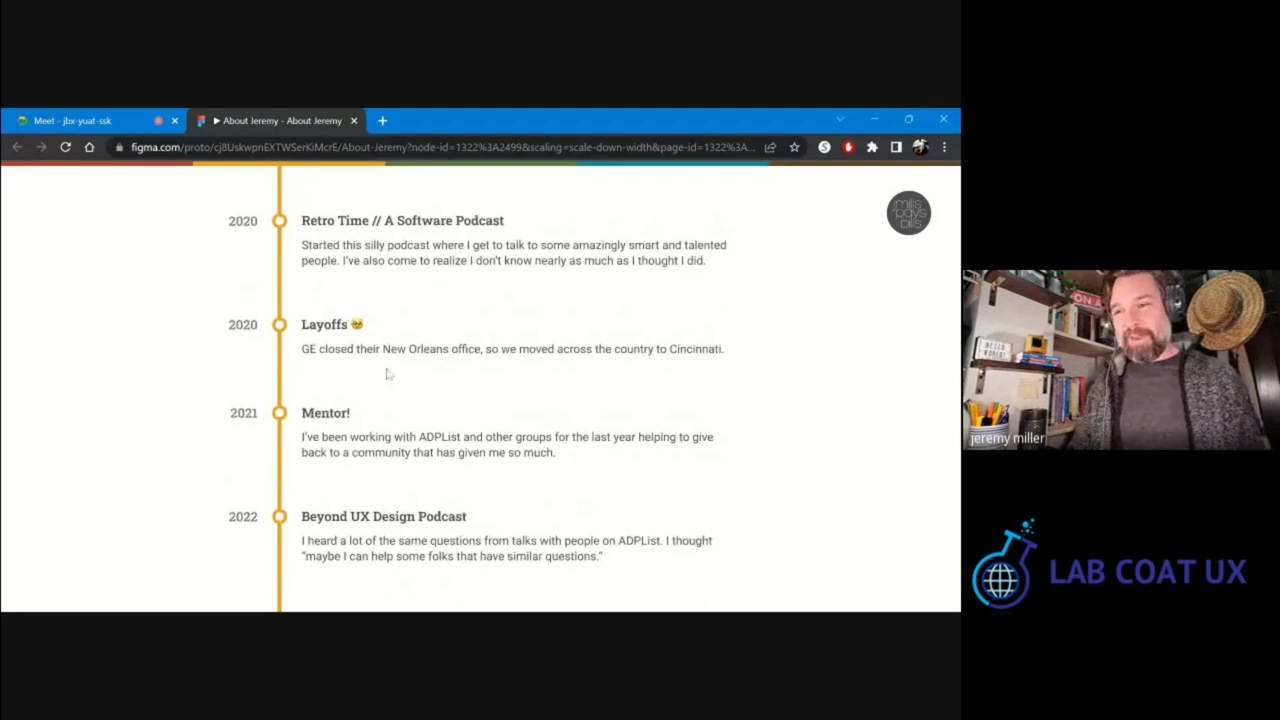 Meet - jbx-yuat-ssk
▶ About Jeremy - About Jeremy
figma.com/proto/cj8UskwpnEXTWSerKiMcrE/About-Jeremy?node-id=1322%3A2499&scaling=scale-down-width&page-id=1322%3A...
2020
Retro Time // A Software Podcast
Started this silly podcast where I get to talk to some amazingly smart and talented
people. I've also come to realize I don't know nearly as much as I thought I did.
mills
pays
bills
2020
Layoffs
GE closed their New Orleans office, so we moved across the country to Cincinnati.
2021
Mentor!
I've been working with ADPList and other groups for the last year helping to give
back to a community that has given me so much.
2022
Beyond UX Design Podcast
I heard a lot of the same questions from talks with people on ADPList. I thought
"maybe I can help some folks that have similar questions."
ON A
HELLO
WORLD!
jeremy miller
LAB COAT UX